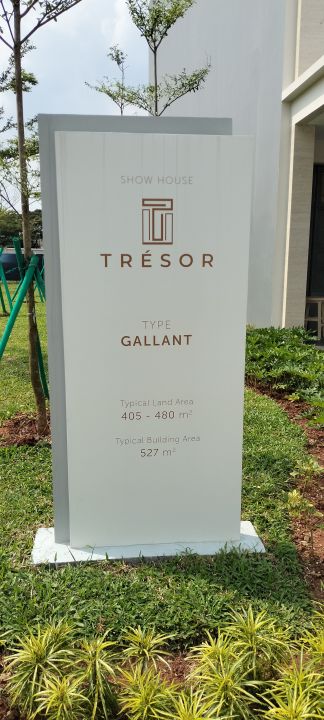 SHOW HOUSE
TRÉSOR
TYPE
GALLANT
Typical Land Area
405 - 480 m²
Typical Building Area
527 m²